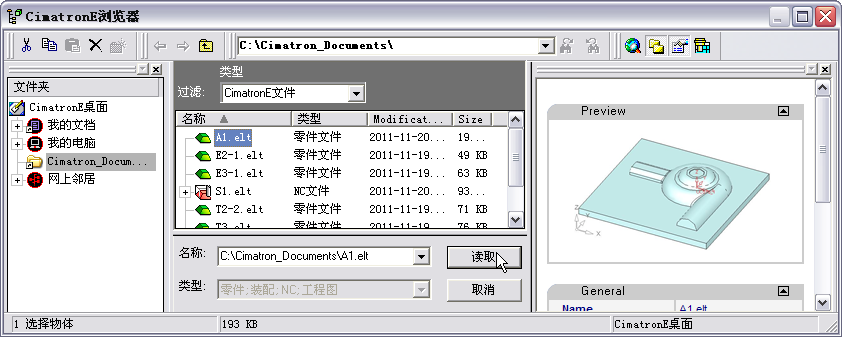 CimatronE浏览器
C:\Cimatron_Documents\
文件夹
CimatronE桌面
我的文档
我的电脑
Cimatron_Docum...
网上邻居
类型
过滤: CimatronE文件
名称 类型 Modificat... Size
A1.elt 零件文件 2011-11-20... 19...
E2-1.elt 零件文件 2011-11-19... 49 KB
E3-1.elt 零件文件 2011-11-19... 63 KB
S1.elt NC文件 2011-11-20... 93...
T2-2.elt 零件文件 2011-11-19... 71 KB
T3.elt 零件文件 2011-11-19 76 KB
名称: C:\Cimatron_Documents\A1.elt 读取
类型: 零件;装配;NC;工程图 取消
Preview
Z
X
General
Name A1.elt
1 选择物体 193 KB CimatronE桌面